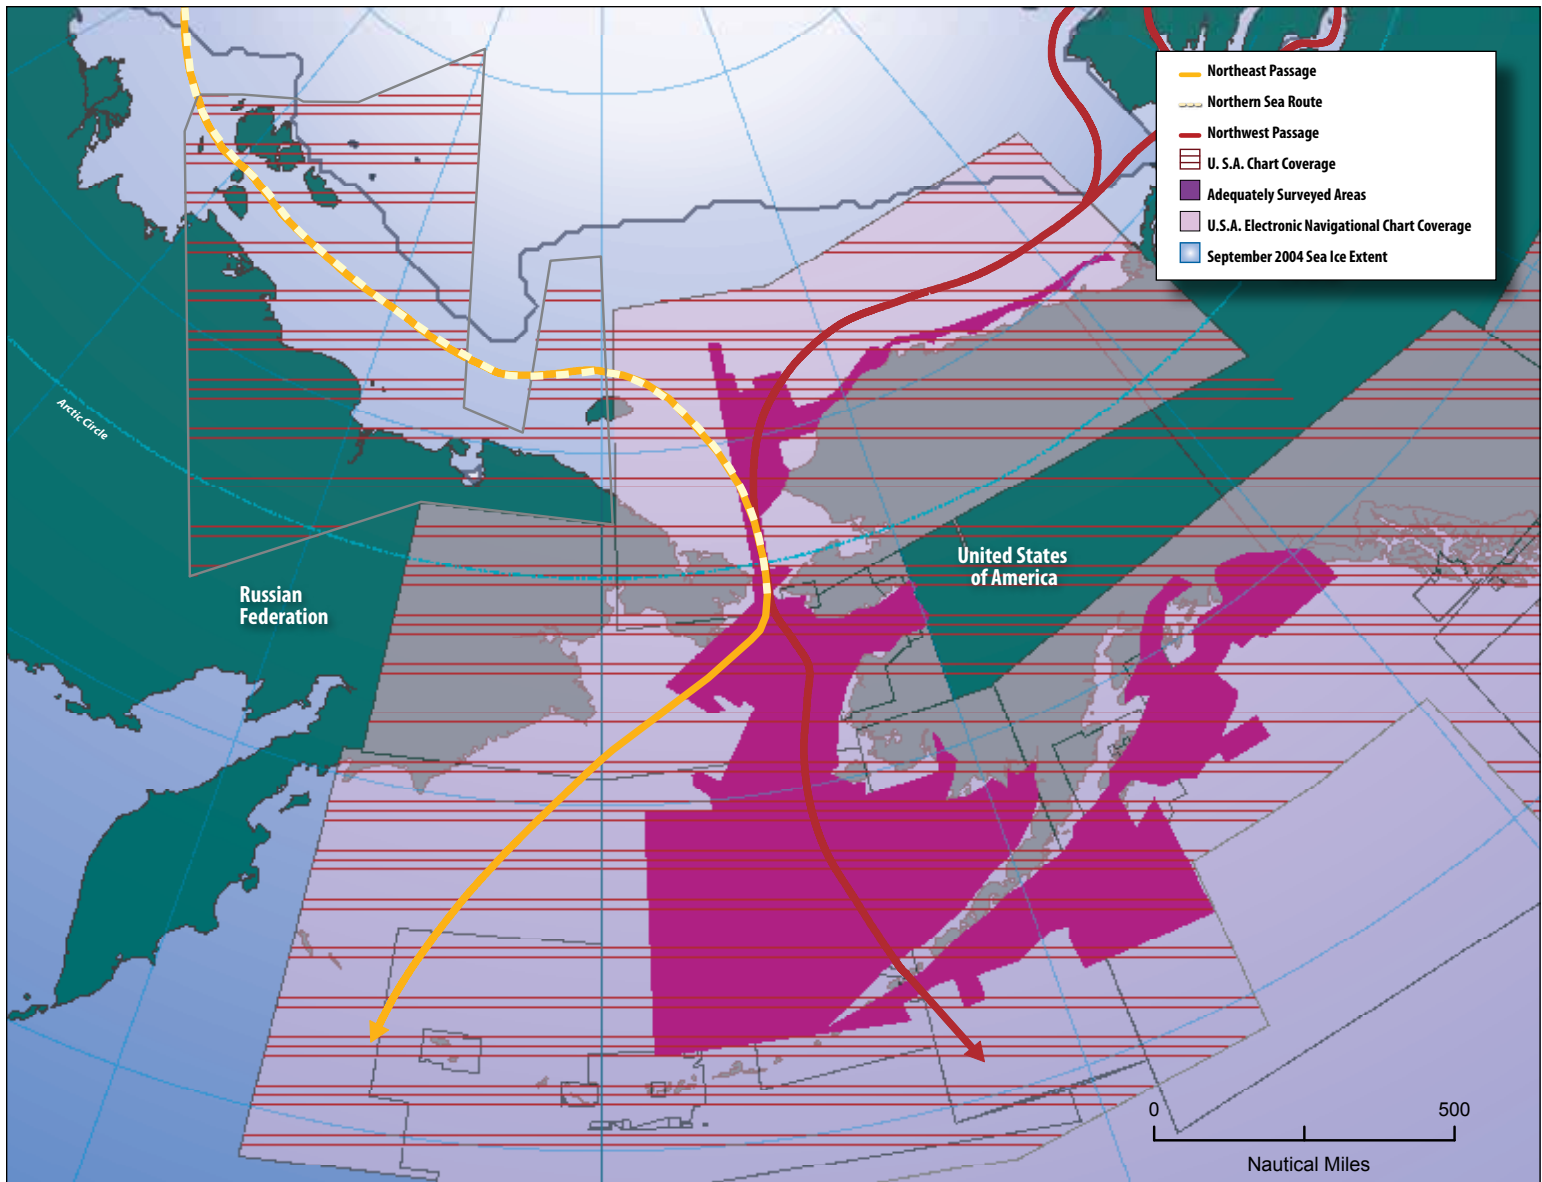 Northeast Passage
Northern Sea Route
Northwest Passage
U. S.A. Chart Coverage
Adequately Surveyed Areas
U.S.A. Electronic Navigational Chart Coverage
September 2004 Sea Ice Extent
Arctic Circle
United States
of America
Russian
Federation
0 500
Nautical Miles